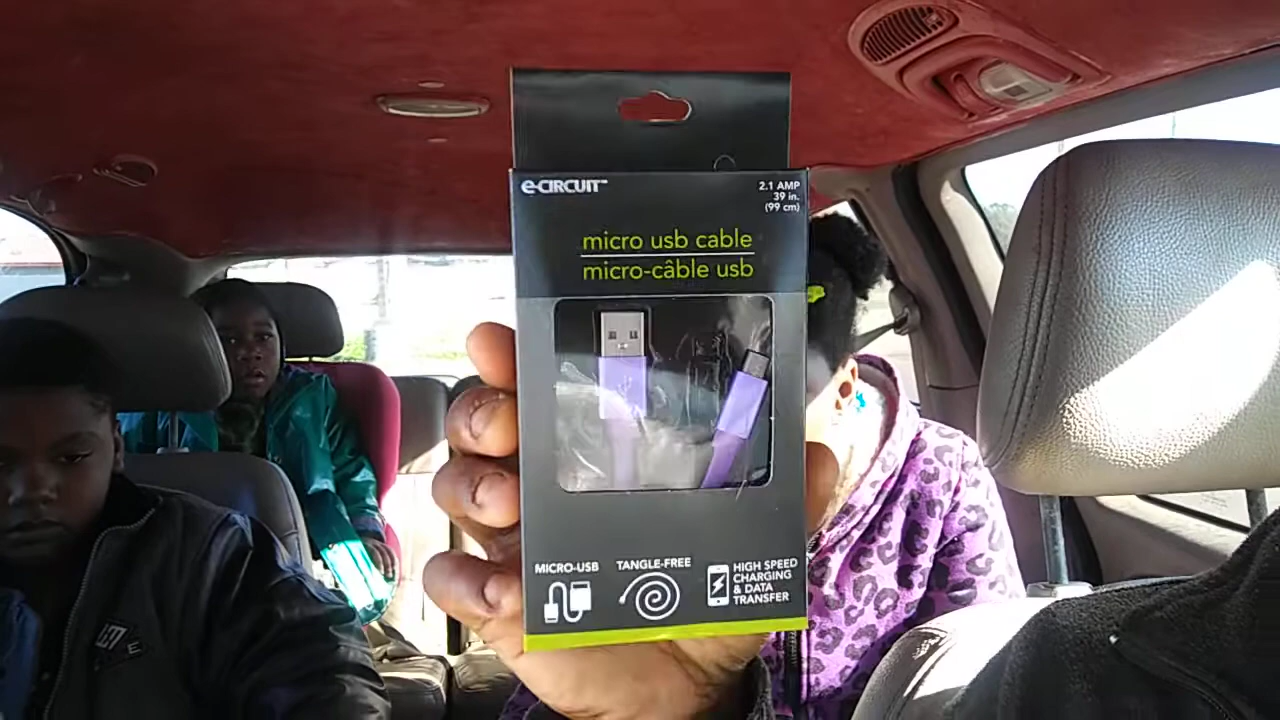 e-CIRCUIT™
2.1 AMP
39 in.
(99 cm)
micro usb cable
micro-câble usb
MICRO-USB
TANGLE-FREE
HIGH SPEED
CHARGING
& DATA
TRANSFER